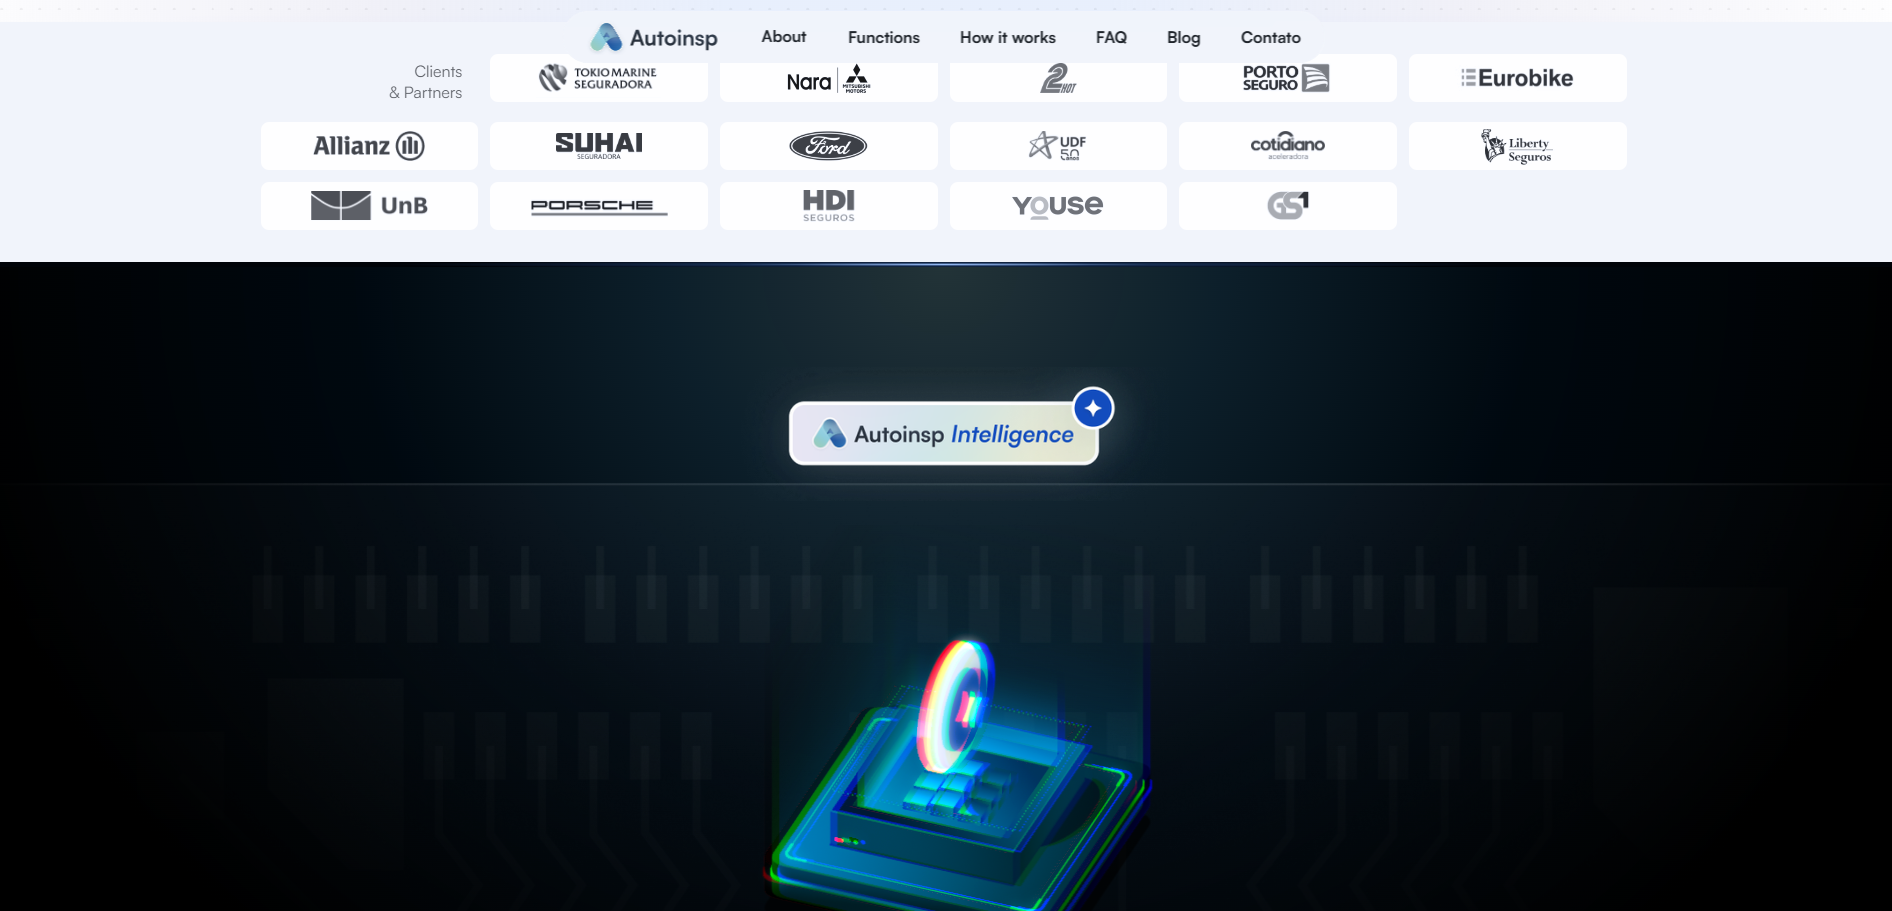 Autoinsp
About
Functions
How it works
FAQ
Blog
Contato
Clients
& Partners
TOKIO MARINE
SEGURADORA
Nara
MITSUBISHI
MOTORS
2HOT
PORTO
SEGURO
Eurobike
Allianz
SUHAI
SEGURADORA
Ford
UDF
50
anos
cotidiano
aceleradora
Liberty
Seguros
UnB
PORSCHE
HDI
SEGUROS
YOUSE
GS1
Autoinsp Intelligence